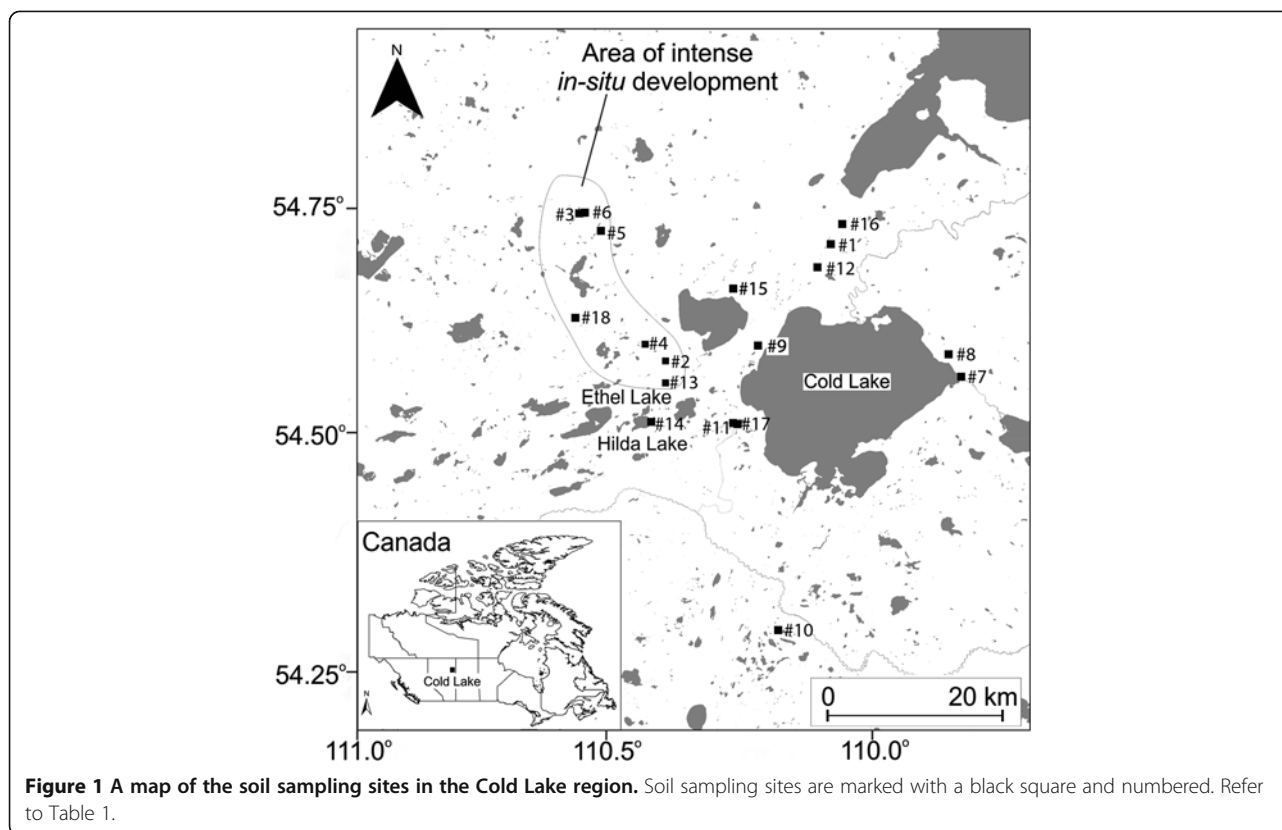 N
Area of intense
in-situ development
54.75°
#3
#6
#5
#16
#1
#12
#15
#18
#4
#2
#13
#9
#8
#7
Cold Lake
Ethel Lake
54.50°
#14
#11
#17
Hilda Lake
Canada
Cold Lake
N
#10
54.25°
0
20 km
111.0°
110.5°
110.0°
Figure 1 A map of the soil sampling sites in the Cold Lake region. Soil sampling sites are marked with a black square and numbered. Refer
to Table 1.